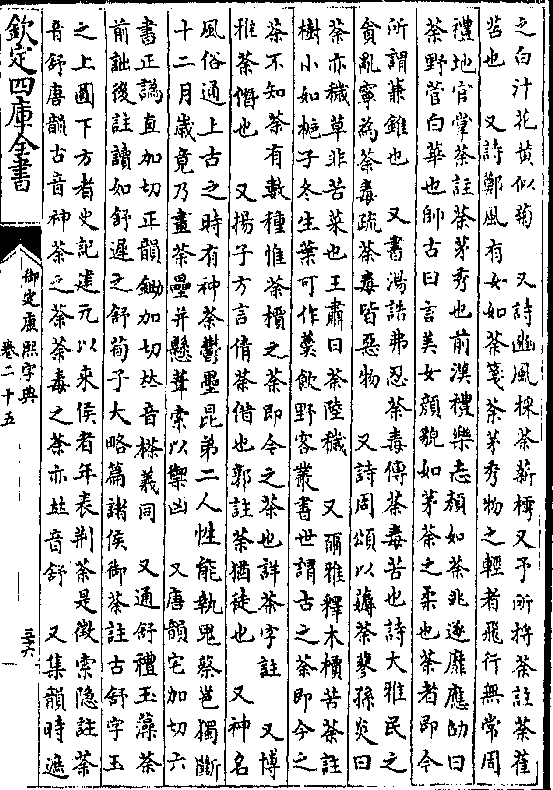 之白汁花黃似菊　又詩豳風採荼薪樗又予所捋荼註荼萑
苕也　又詩鄭風有女如荼箋荼茅秀物之輕者飛行無常周
禮地官掌荼註荼茅秀也前漢禮樂志顏如荼兆逐靡應劭曰
荼野菅白華也師古曰言美女顏貌如茅荼之柔也荼者即今
所謂蒹錐也　又書湯誥弗忍荼毒傳荼毒苦也詩大雅民之
貪亂寧爲荼毒疏荼毒皆惡物　又詩周頌以薅荼蓼孫炎曰
荼亦穢草非苦菜也王肅曰荼陸穢　又爾雅釋木檟苦荼註
樹小如梔子冬生葉可作羮飲野客叢書世謂古之荼即今之
茶不知荼有數種惟荼檟之荼即今之茶也詳茶字註　又博
雅荼僭也　又揚子方言偆荼偕也郭註荼猶徒也　又神名
風俗通上古之時有神荼鬱壘昆弟二人性能執鬼蔡邕獨斷
十二月歲竟乃畫荼壘幷懸葦索以禦凶　又唐韻宅加切六
書正譌直加切正韻鋤加切𠀤音槎義同　又通舒禮玉藻荼
前詘後註讀如舒遲之舒荀子大略篇諸侯御荼註古舒字玉
之上圓下方者史記建元以來侯者年表荆荼是徵索隱註荼
音舒唐韻古音神荼之荼荼毒之荼亦𠀤音舒　又集韻時遮
欽定四庫全書
御定康熙字典
卷二十五
三六